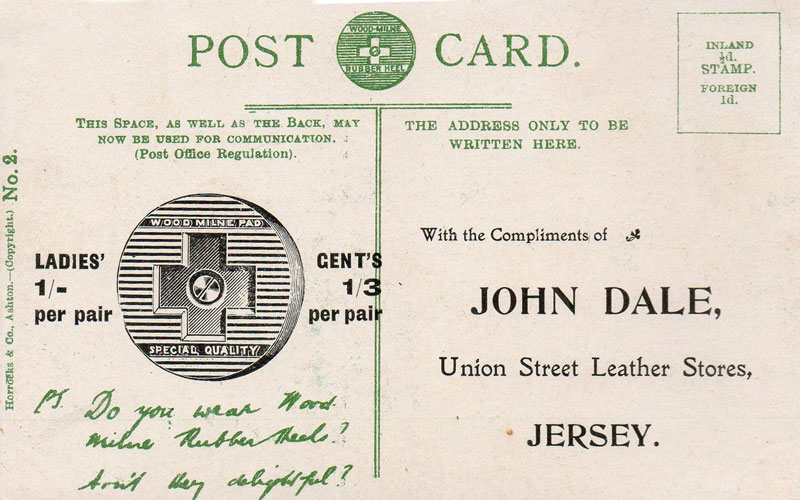 POST CARD.
WOOD-MILNE
RUBBER HEEL
INLAND
½d.
STAMP.
FOREIGN
1d.
THIS SPACE, AS WELL AS THE BACK, MAY
NOW BE USED FOR COMMUNICATION.
(Post Office Regulation).
THE ADDRESS ONLY TO BE
WRITTEN HERE.
Horrocks & Co., Ashton.—(Copyright.) No. 2.
WOOD MILNE PAD
SPECIAL QUALITY
LADIES'
1/-
per pair
GENT'S
1/3
per pair
PS. Do you wear Wood
Milne Rubber Heels?
Ain't they delightful?
With the Compliments of
JOHN DALE,
Union Street Leather Stores,
JERSEY.